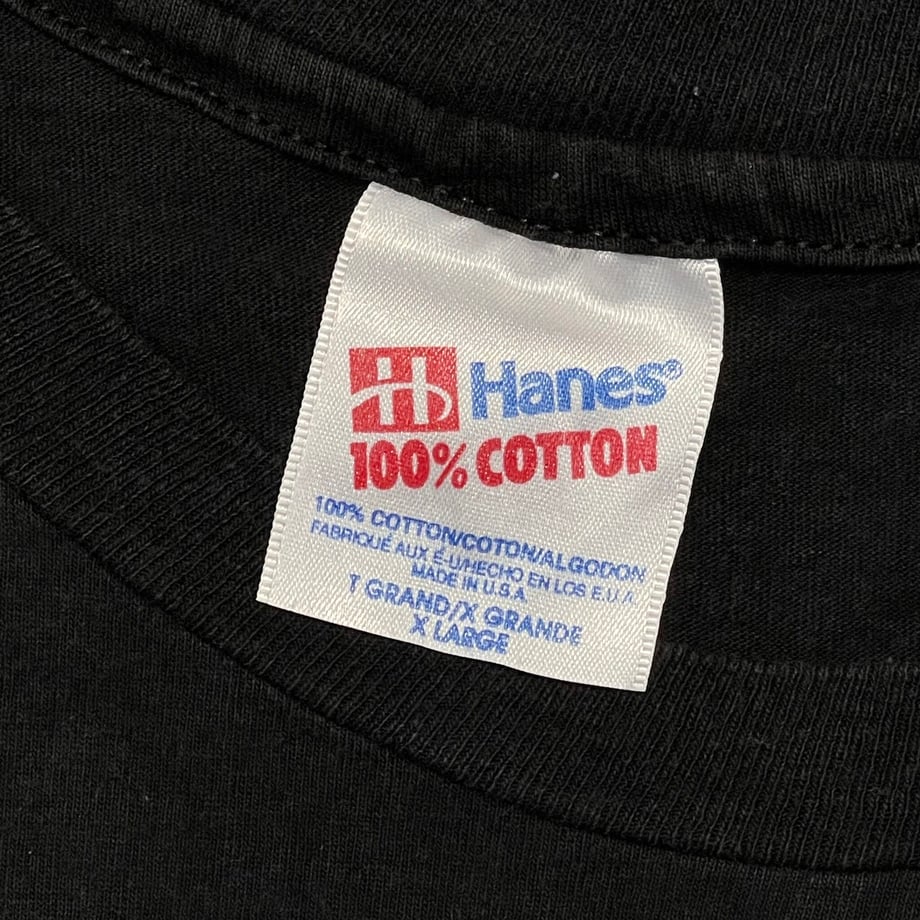 H Hanes®
100% COTTON
100% COTTON/COTON/ALGODON
FABRIQUÉ AUX É-U/HECHO EN LOS E.U.A.
MADE IN U.S.A.
T GRAND/X GRANDE
X LARGE